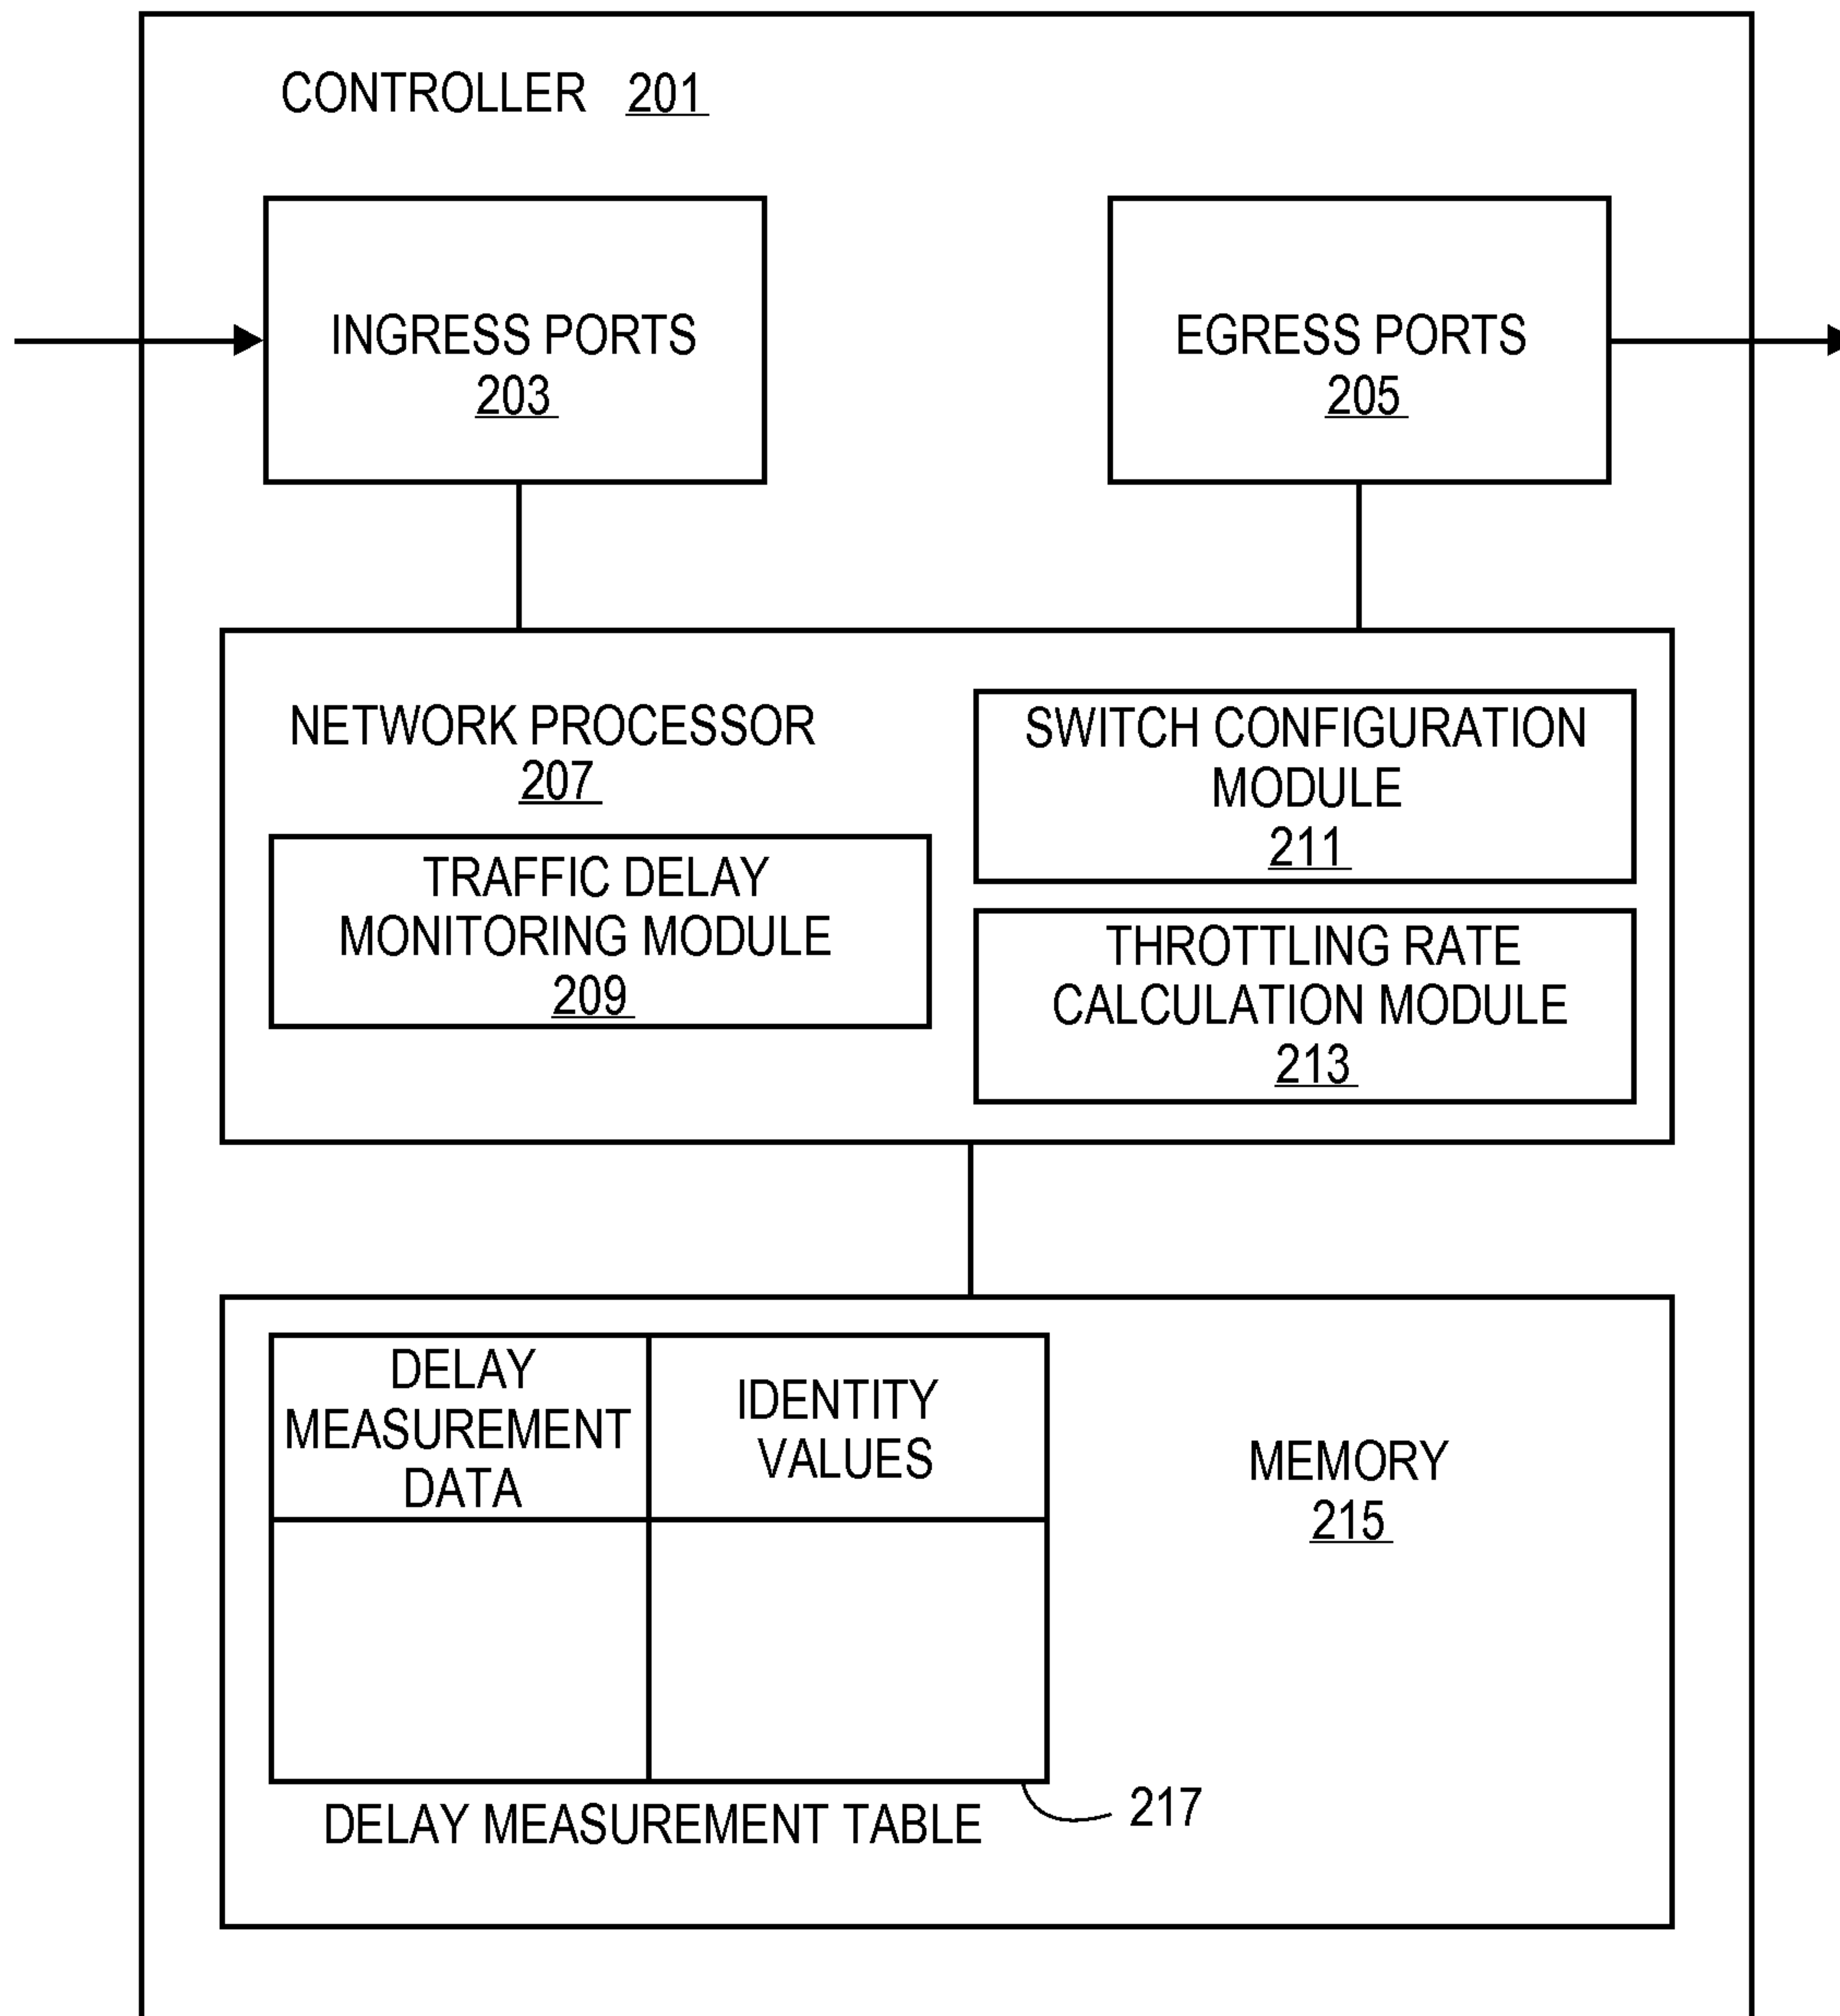 CONTROLLER 201
INGRESS PORTS
203
EGRESS PORTS
205
NETWORK PROCESSOR
207
TRAFFIC DELAY
MONITORING MODULE
209
SWITCH CONFIGURATION
MODULE
211
THROTTLING RATE
CALCULATION MODULE
213
DELAY
MEASUREMENT
DATA
IDENTITY
VALUES
MEMORY
215
DELAY MEASUREMENT TABLE
217